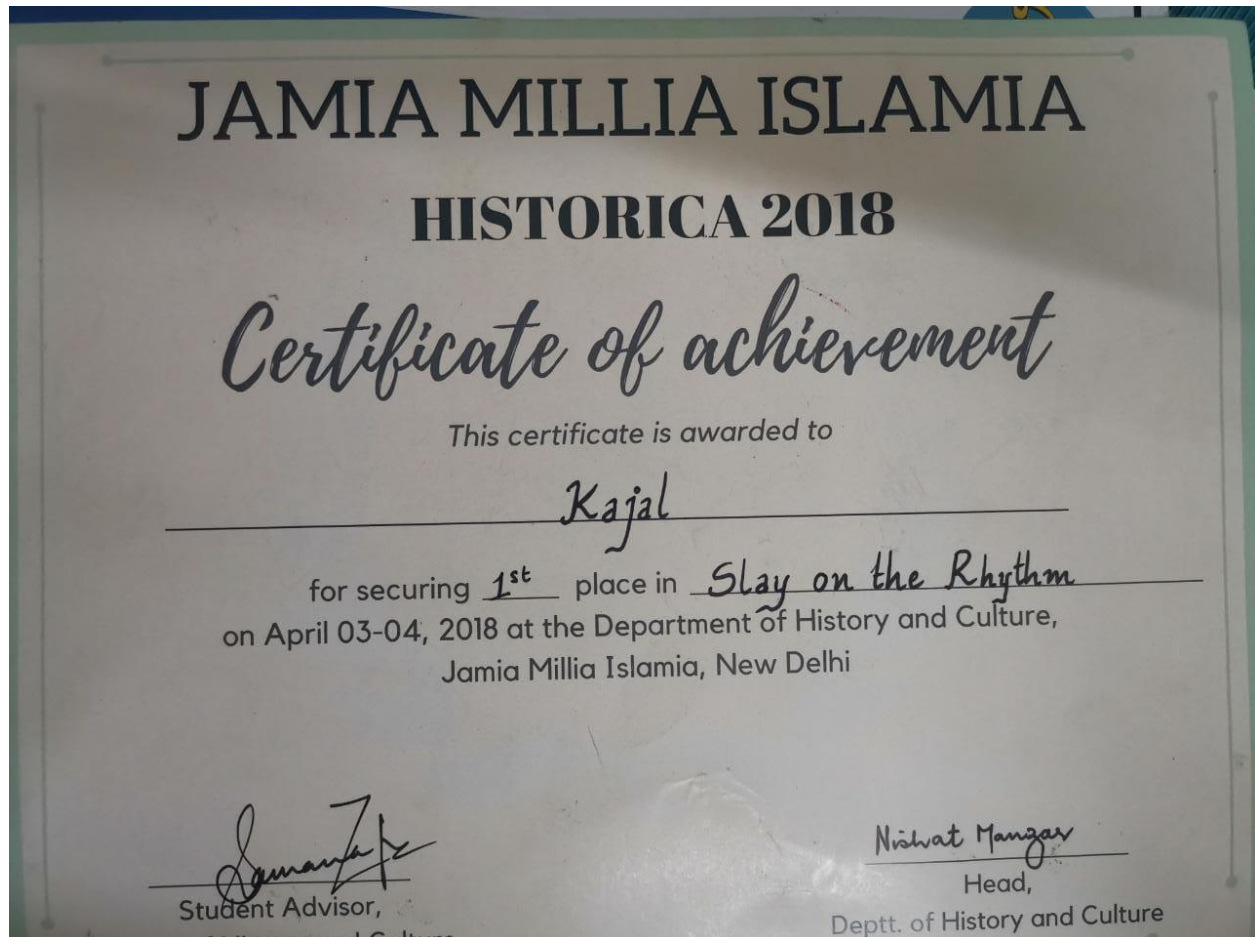 JAMIA MILLIA ISLAMIA
HISTORICA 2018
Certificate of achievement
This certificate is awarded to
Kajal
for securing 1st place in Slay on the Rhythm
on April 03-04, 2018 at the Department of History and Culture,
Jamia Millia Islamia, New Delhi
Nishat Manzar
Student Advisor,
Head,
Deptt. of History and Culture